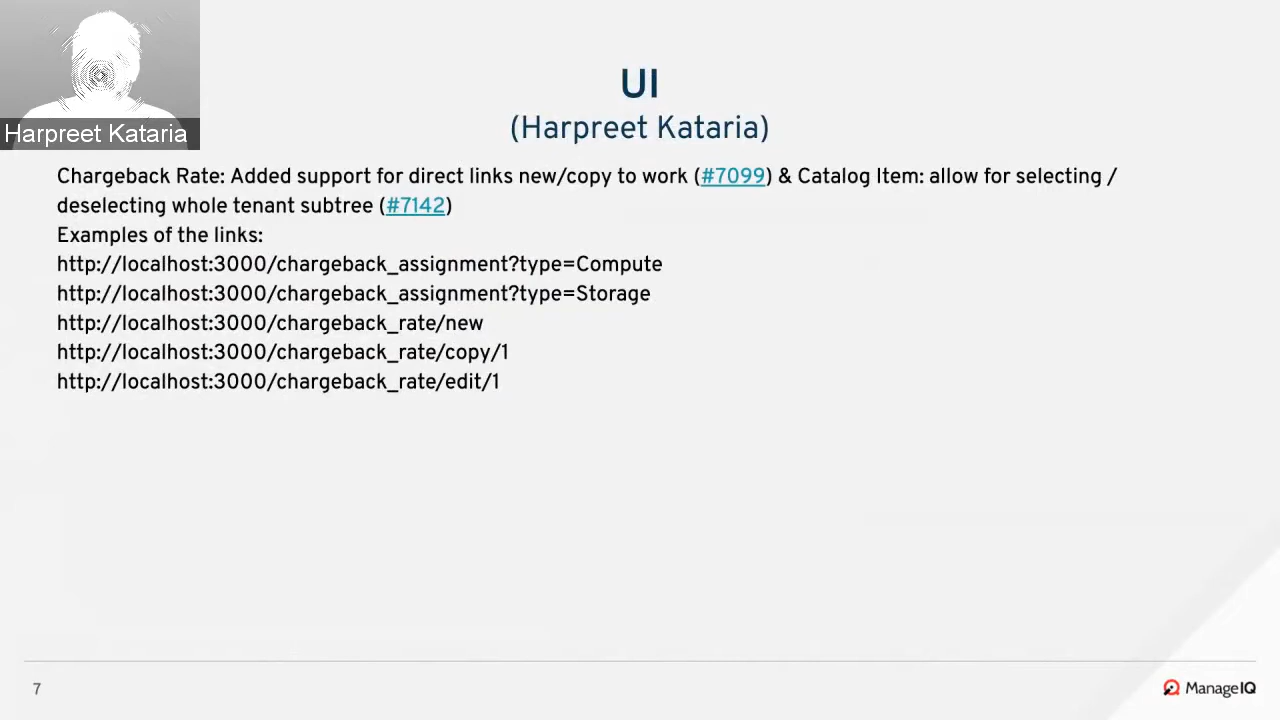 Harpreet Kataria
UI
(Harpreet Kataria)
Chargeback Rate: Added support for direct links new/copy to work (#7099) & Catalog Item: allow for selecting /
deselecting whole tenant subtree (#7142)
Examples of the links:
http://localhost:3000/chargeback_assignment?type=Compute
http://localhost:3000/chargeback_assignment?type=Storage
http://localhost:3000/chargeback_rate/new
http://localhost:3000/chargeback_rate/copy/1
http://localhost:3000/chargeback_rate/edit/1
7
ManageIQ